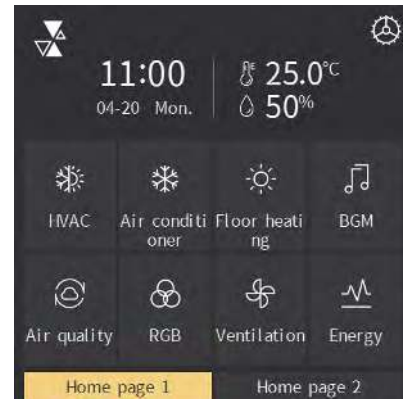 11:00
25.0°C
04-20 Mon.
50%
HVAC
Air conditi
oner
Floor heati
ng
BGM
Air quality
RGB
Ventilation
Energy
Home page 1
Home page 2